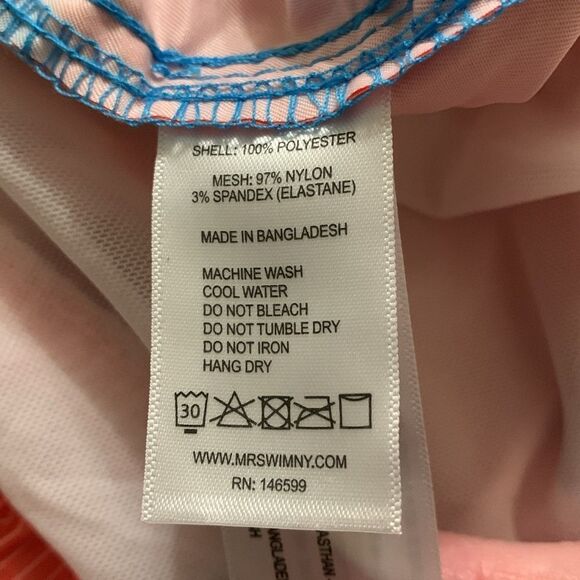 SHELL: 100% POLYESTER
MESH: 97% NYLON
3% SPANDEX (ELASTANE)
MADE IN BANGLADESH
MACHINE WASH
COOL WATER
DO NOT BLEACH
DO NOT TUMBLE DRY
DO NOT IRON
HANG DRY
30
WWW.MRSWIMNY.COM
RN: 146599